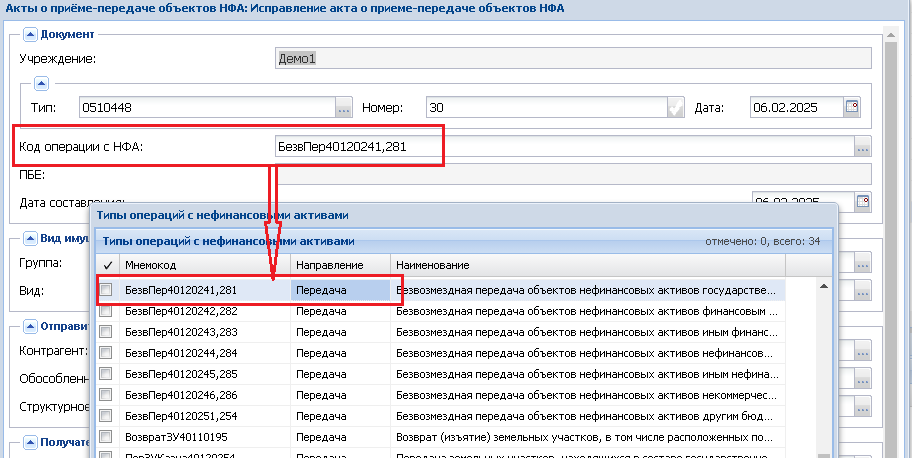 Акты о приёме-передаче объектов НФА: Исправление акта о приеме-передаче объектов НФА
Документ
Учреждение: Демо1
Тип: 0510448 ... Номер: 30 Дата: 06.02.2025
Код операции с НФА: БезвПер40120241,281 ...
ПБЕ:
Дата составления: 06.02.2025
Типы операций с нефинансовыми активами
Вид имущ
Типы операций с нефинансовыми активами отмечено: 0, всего: 34
Группа: ...
Мнемокод Направление Наименование
Вид: ...
БезвПер40120241,281 Передача Безвозмездная передача объектов нефинансовых активов государстве...
БезвПер40120242,282 Передача Безвозмездная передача объектов нефинансовых активов финансовым ...
Отправит
БезвПер40120243,283 Передача Безвозмездная передача объектов нефинансовых активов иным финанс...
Контрагент: ...
БезвПер40120244,284 Передача Безвозмездная передача объектов нефинансовых активов нефинансов...
Обособленн ...
БезвПер40120245,285 Передача Безвозмездная передача объектов нефинансовых активов иным нефина...
БезвПер40120246,286 Передача Безвозмездная передача объектов нефинансовых активов некоммерчес...
Структурное ...
БезвПер40120251,254 Передача Безвозмездная передача объектов нефинансовых активов другим бюд...
Получате
ВозвратЗУ40110195 Передача Возврат (изъятие) земельных участков, в том числе расположенных по...
Передача